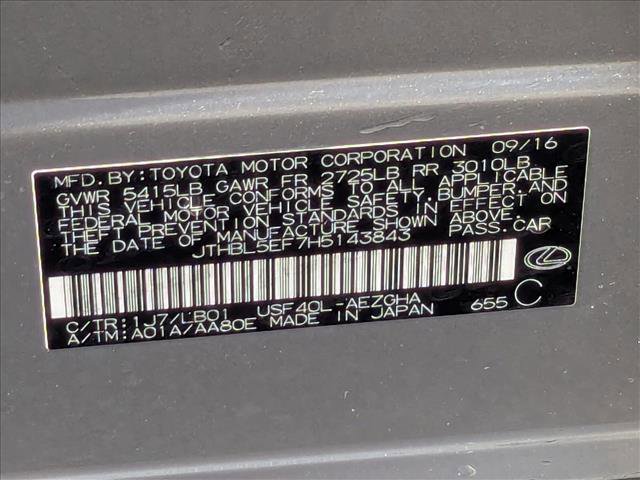 MFD.BY:TOYOTA MOTOR CORPORATION 09/16
GVWR 5415LB GAWR FR 2725LB RR 3010LB
THIS VEHICLE CONFORMS TO ALL APPLICABLE
FEDERAL MOTOR VEHICLE SAFETY, BUMPER, AND
THEFT PREVENTION STANDARDS IN EFFECT ON
THE DATE OF MANUFACTURE SHOWN ABOVE.
JTHBL5EF7H5143843 PASS.CAR
C/TR:1J7/LB01 USF40L-AEZGHA 655 C
A/TM:A01A/AA80E MADE IN JAPAN